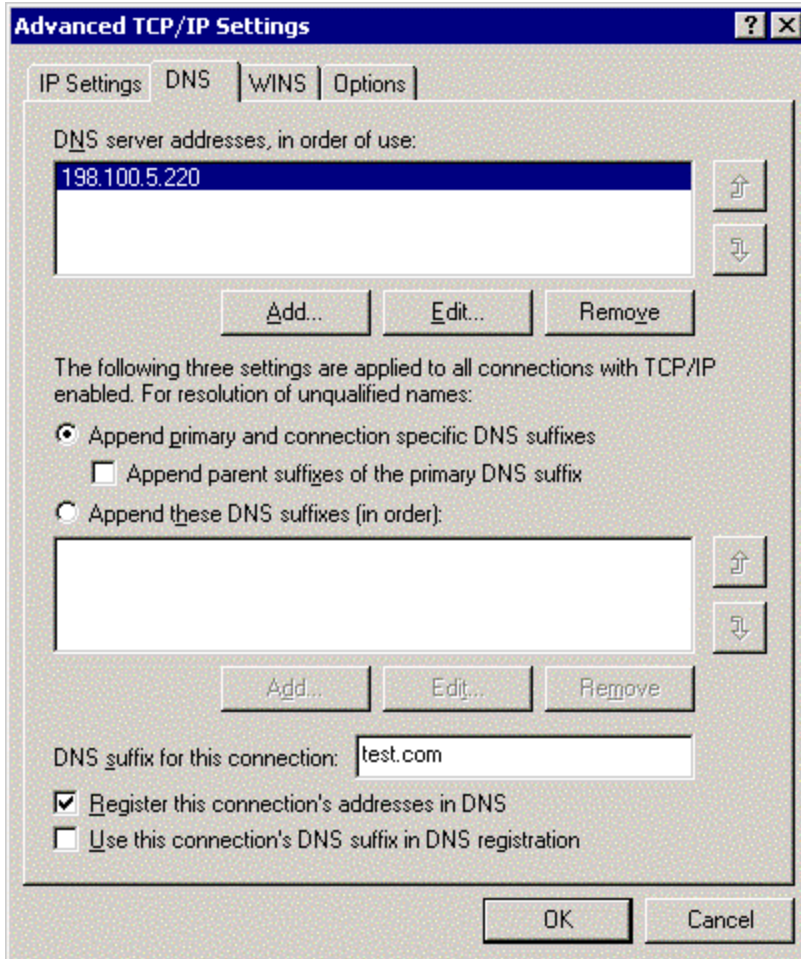 Advanced TCP/IP Settings
IP Settings DNS WINS Options
DNS server addresses, in order of use:
198.100.5.220
Add... Edit... Remove
The following three settings are applied to all connections with TCP/IP
enabled. For resolution of unqualified names:
Append primary and connection specific DNS suffixes
Append parent suffixes of the primary DNS suffix
Append these DNS suffixes (in order):
Add... Edit... Remove
DNS suffix for this connection: test.com
Register this connection's addresses in DNS
Use this connection's DNS suffix in DNS registration
OK Cancel